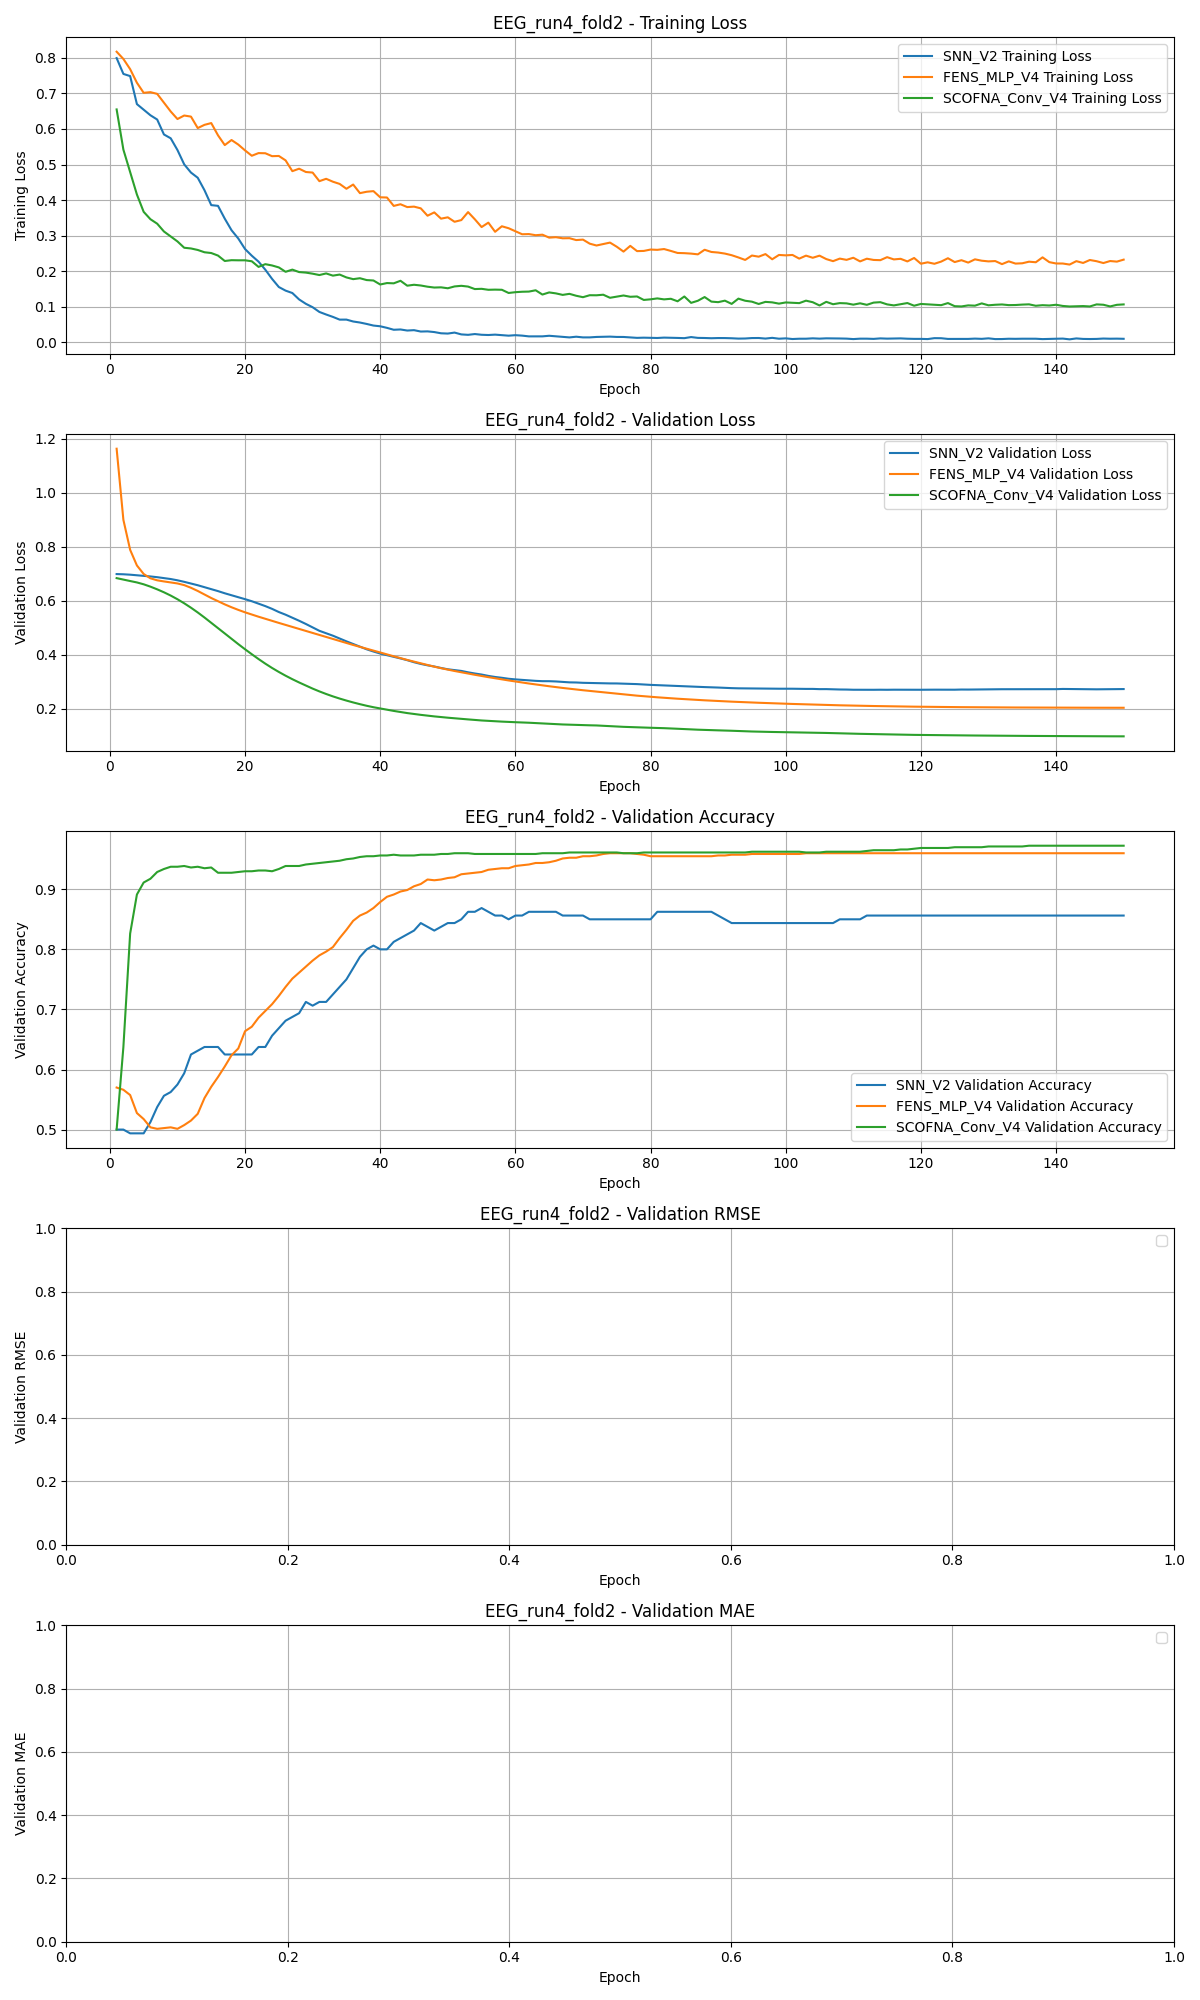 EEG_run4_fold2 - Training Loss
SNN_V2 Training Loss
FENS_MLP_V4 Training Loss
SCOFNA_Conv_V4 Training Loss
Training Loss
0.8
0.7
0.6
0.5
0.4
0.3
0.2
0.1
0.0
0 20 40 60 80 100 120 140
Epoch
EEG_run4_fold2 - Validation Loss
SNN_V2 Validation Loss
FENS_MLP_V4 Validation Loss
SCOFNA_Conv_V4 Validation Loss
Validation Loss
1.2
1.0
0.8
0.6
0.4
0.2
0 20 40 60 80 100 120 140
Epoch
EEG_run4_fold2 - Validation Accuracy
Validation Accuracy
0.9
0.8
0.7
0.6
0.5
SNN_V2 Validation Accuracy
FENS_MLP_V4 Validation Accuracy
SCOFNA_Conv_V4 Validation Accuracy
0 20 40 60 80 100 120 140
Epoch
EEG_run4_fold2 - Validation RMSE
Validation RMSE
1.0
0.8
0.6
0.4
0.2
0.0
0.0 0.2 0.4 0.6 0.8 1.0
Epoch
EEG_run4_fold2 - Validation MAE
Validation MAE
1.0
0.8
0.6
0.4
0.2
0.0
0.0 0.2 0.4 0.6 0.8 1.0
Epoch